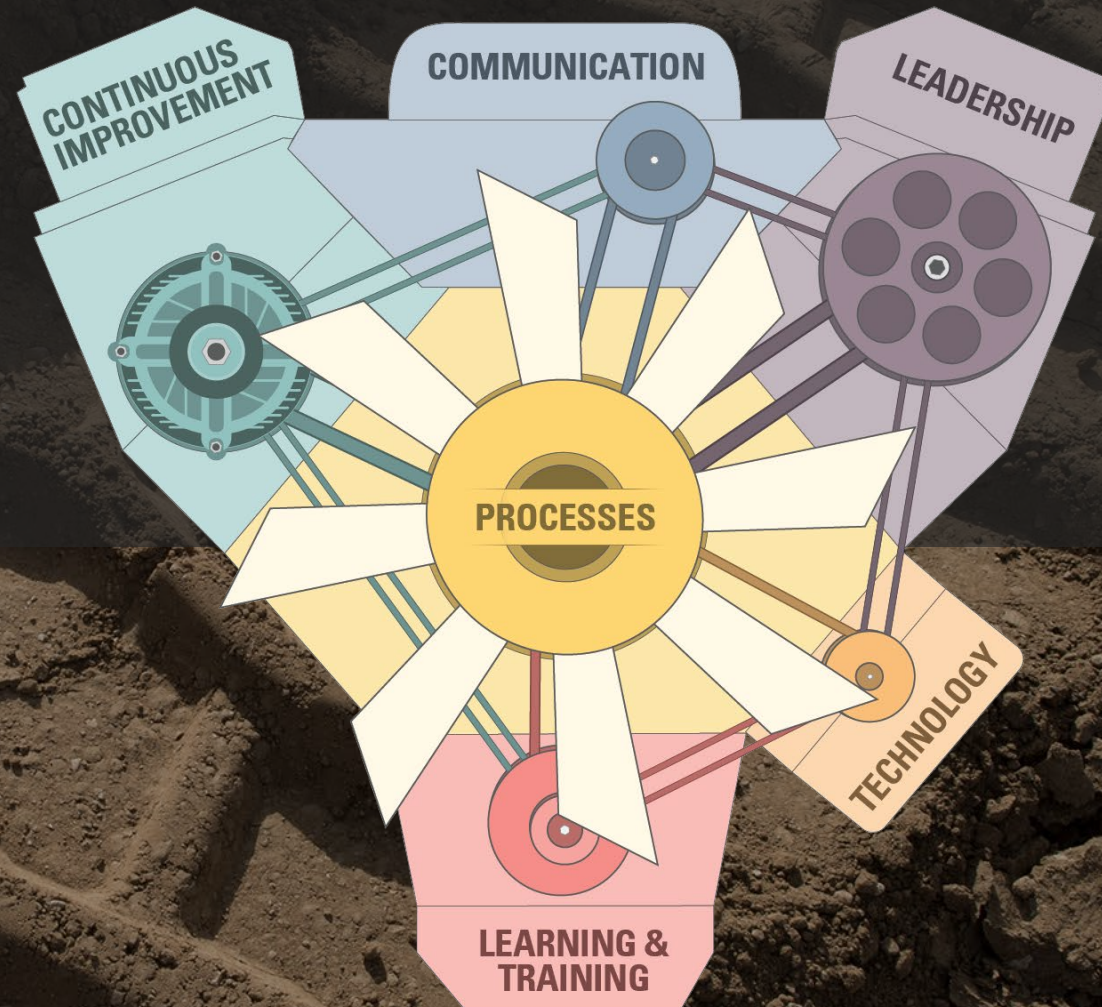 CONTINUOUS
IMPROVEMENT
COMMUNICATION
LEADERSHIP
PROCESSES
TECHNOLOGY
LEARNING &
TRAINING